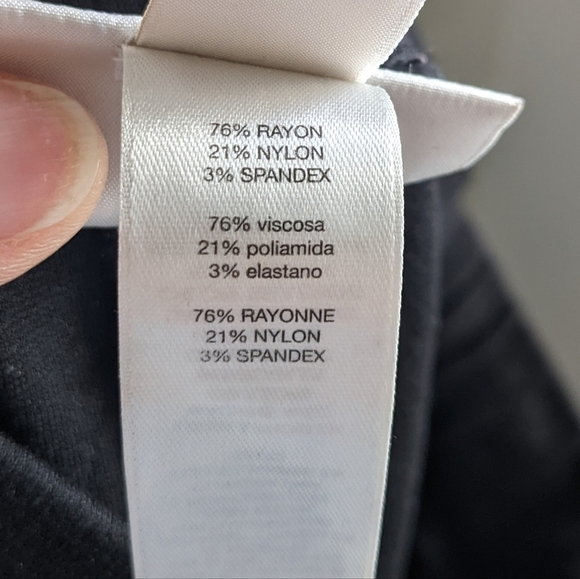 76% RAYON
21% NYLON
3% SPANDEX
76% viscosa
21% poliamida
3% elastano
76% RAYONNE
21% NYLON
3% SPANDEX